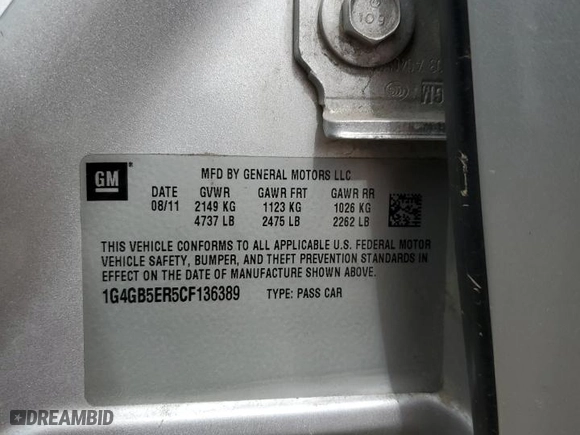 601
GM
GM
MFD BY GENERAL MOTORS LLC
DATE GVWR GAWR FRT GAWR RR
08/11 2149 KG 1123 KG 1026 KG
4737 LB 2475 LB 2262 LB
THIS VEHICLE CONFORMS TO ALL APPLICABLE U.S. FEDERAL MOTOR
VEHICLE SAFETY, BUMPER, AND THEFT PREVENTION STANDARDS IN
EFFECT ON THE DATE OF MANUFACTURE SHOWN ABOVE.
1G4GB5ER5CF136389 TYPE: PASS CAR
DREAMBID